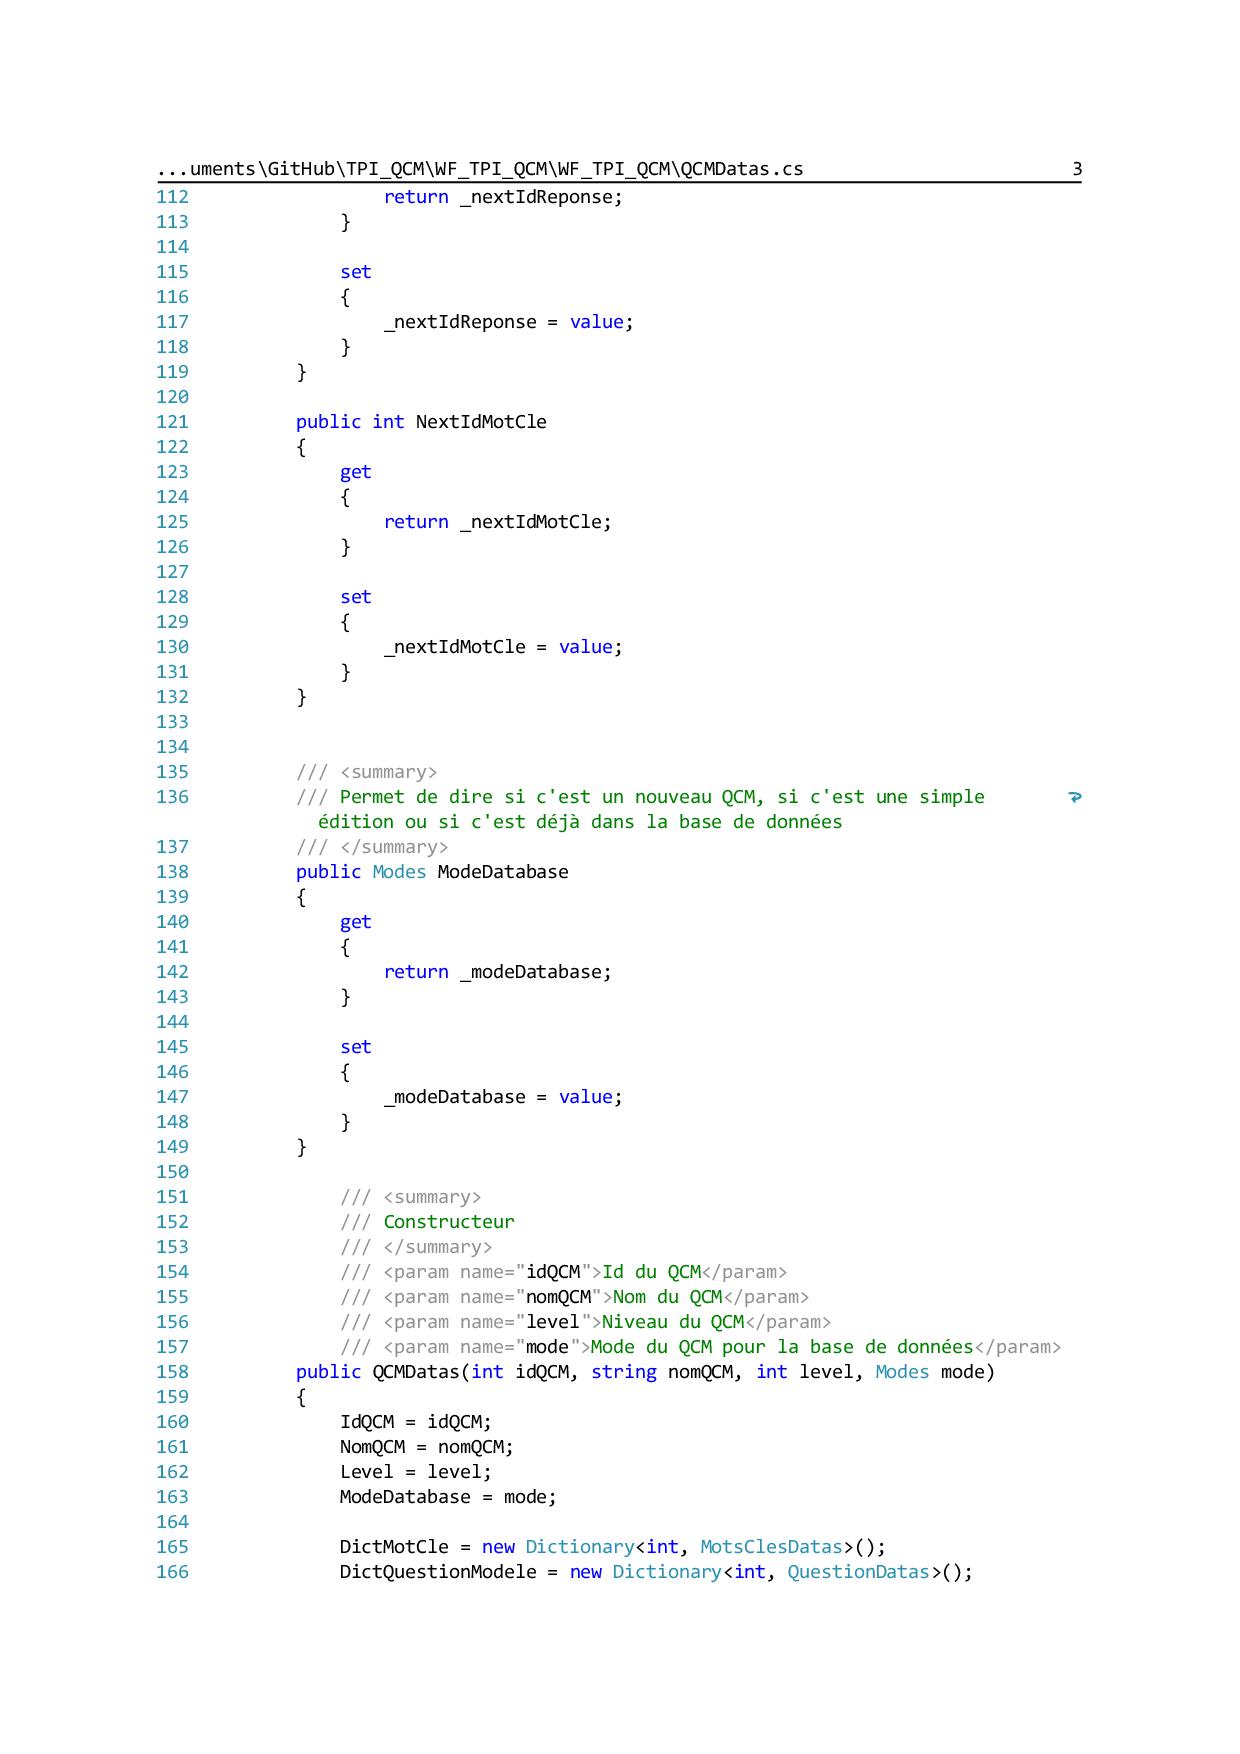 ...uments\GitHub\TPI_QCM\WF_TPI_QCM\WF_TPI_QCM\QCMDatas.cs 3
112 return _nextIdReponse;
113 }
114
115 set
116 {
117 _nextIdReponse = value;
118 }
119 }
120
121 public int NextIdMotCle
122 {
123 get
124 {
125 return _nextIdMotCle;
126 }
127
128 set
129 {
130 _nextIdMotCle = value;
131 }
132 }
133
134
135 /// <summary>
136 /// Permet de dire si c'est un nouveau QCM, si c'est une simple
édition ou si c'est déjà dans la base de données
137 /// </summary>
138 public Modes ModeDatabase
139 {
140 get
141 {
142 return _modeDatabase;
143 }
144
145 set
146 {
147 _modeDatabase = value;
148 }
149 }
150
151 /// <summary>
152 /// Constructeur
153 /// </summary>
154 /// <param name="idQCM">Id du QCM</param>
155 /// <param name="nomQCM">Nom du QCM</param>
156 /// <param name="level">Niveau du QCM</param>
157 /// <param name="mode">Mode du QCM pour la base de données</param>
158 public QCMDatas(int idQCM, string nomQCM, int level, Modes mode)
159 {
160 IdQCM = idQCM;
161 NomQCM = nomQCM;
162 Level = level;
163 ModeDatabase = mode;
164
165 DictMotCle = new Dictionary<int, MotsClesDatas>();
166 DictQuestionModele = new Dictionary<int, QuestionDatas>();